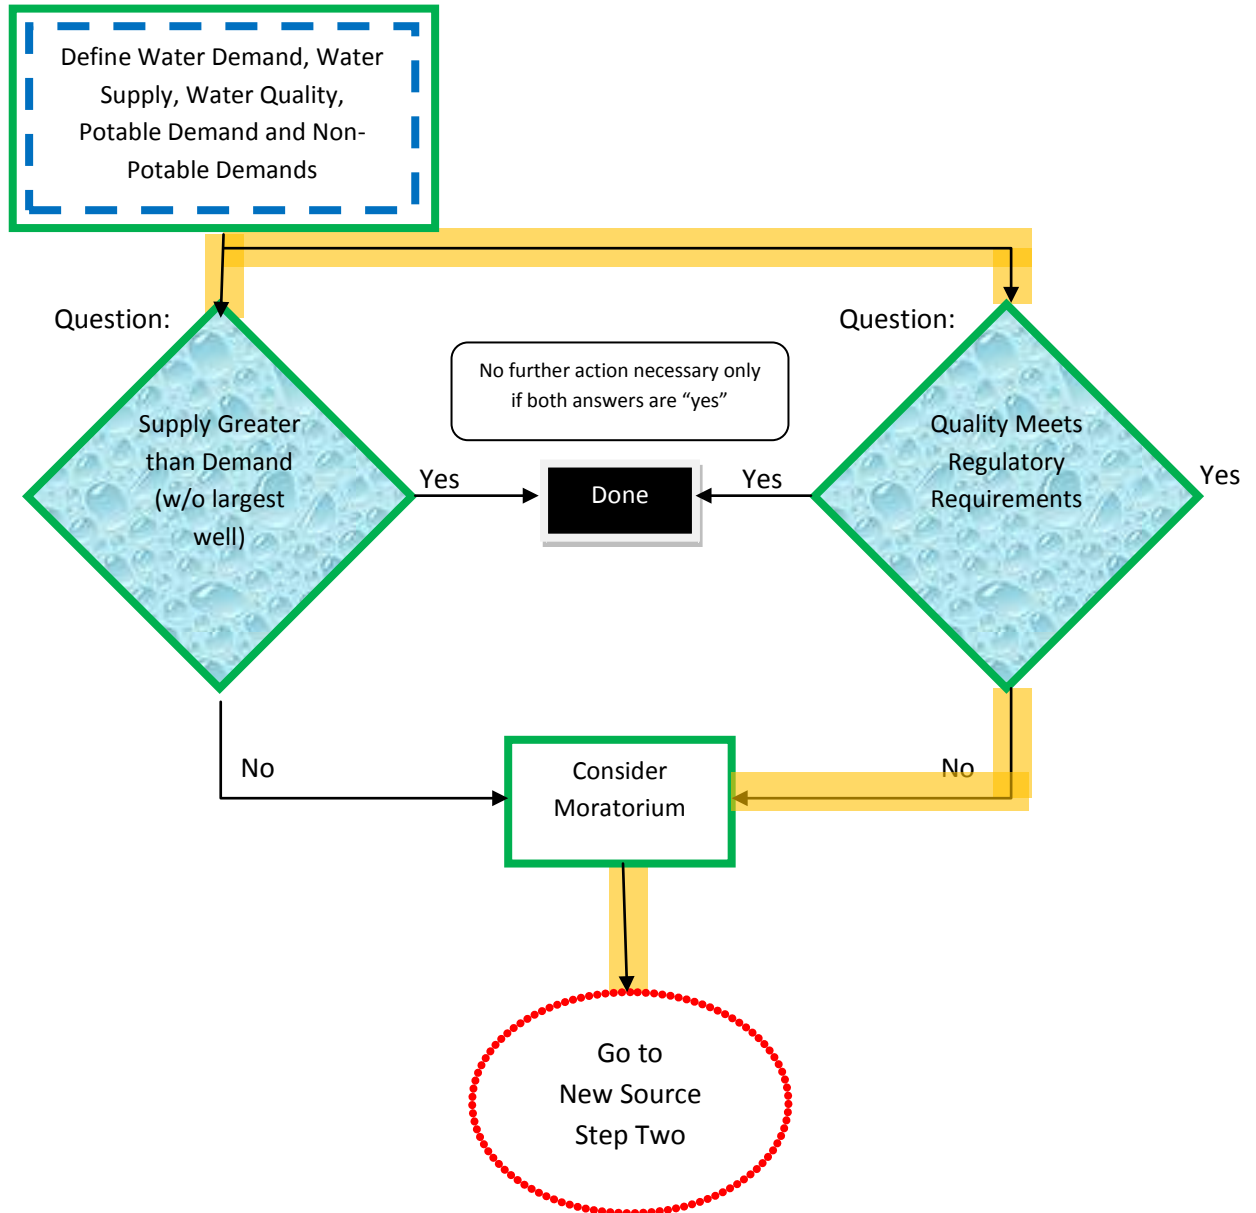 Define Water Demand, Water
Supply, Water Quality,
Potable Demand and Non-
Potable Demands
Question:
Question:
No further action necessary only
if both answers are “yes”
Supply Greater
than Demand
(w/o largest
well)
Quality Meets
Regulatory
Requirements
Yes
Done
Yes
Yes
No
Consider
Moratorium
No
Go to
New Source
Step Two